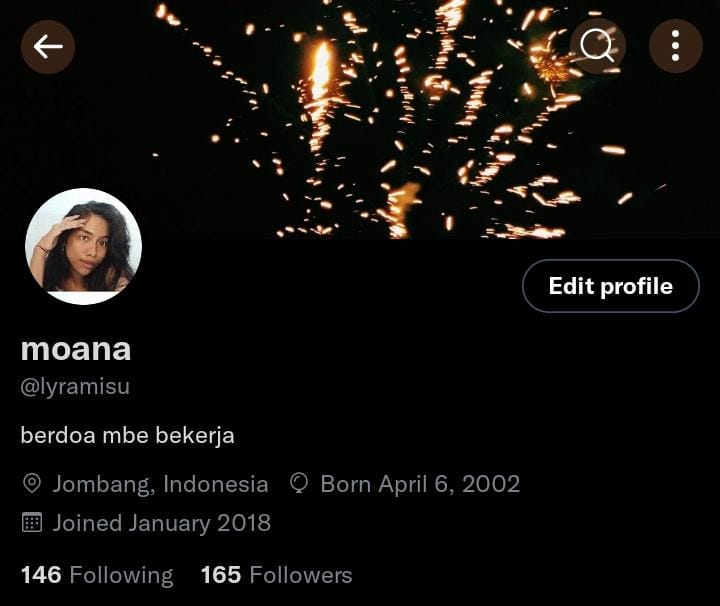 Edit profile
moana
@lyramisu
berdoa mbe bekerja
Jombang, Indonesia Born April 6, 2002
Joined January 2018
146 Following 165 Followers